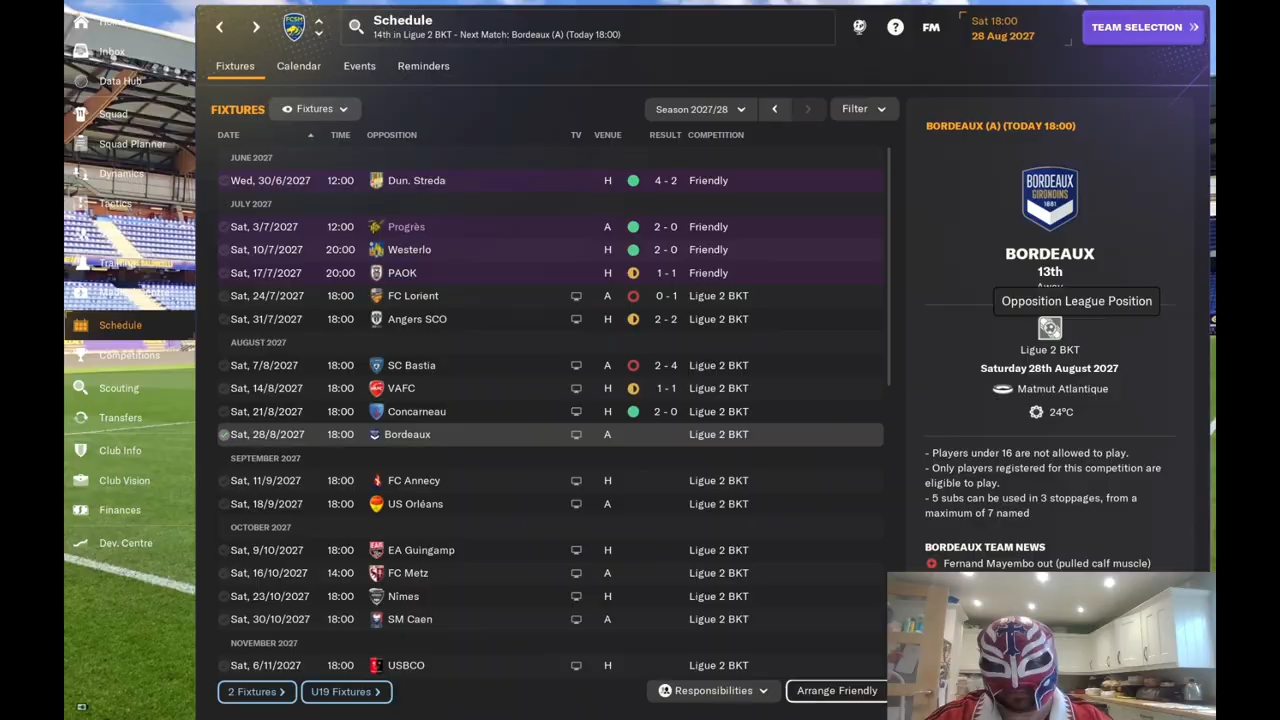 Home
Inbox
Data Hub
Squad
Squad Planner
Dynamics
Tactics
Schedule
Competitions
Scouting
Transfers
Club Info
Club Vision
Finances
Dev. Centre
FCSM
Schedule
14th in Ligue 2 BKT - Next Match; Bordeaux (A) (Today 18:00)
?
FM
Sat 18:00
28 Aug 2027
TEAM SELECTION
Fixtures Calendar Events Reminders
FIXTURES Fixtures Season 2027/28 Filter
DATE TIME OPPOSITION TV VENUE RESULT COMPETITION
JUNE 2027
Wed, 30/6/2027 12:00 Dun. Streda H 4 - 2 Friendly
JULY 2027
Sat, 3/7/2027 12:00 Progrès A 2 - 0 Friendly
Sat, 10/7/2027 20:00 Westerlo H 2 - 0 Friendly
Sat, 17/7/2027 20:00 PAOK H 1 - 1 Friendly
Sat, 24/7/2027 18:00 FC Lorient A 0 - 1 Ligue 2 BKT
Sat, 31/7/2027 18:00 Angers SCO H 2 - 2 Ligue 2 BKT
AUGUST 2027
Sat, 7/8/2027 18:00 SC Bastia A 2 - 4 Ligue 2 BKT
Sat, 14/8/2027 18:00 VAFC H 1 - 1 Ligue 2 BKT
Sat, 21/8/2027 18:00 Concarneau H 2 - 0 Ligue 2 BKT
Sat, 28/8/2027 18:00 Bordeaux A Ligue 2 BKT
SEPTEMBER 2027
Sat, 11/9/2027 18:00 FC Annecy H Ligue 2 BKT
Sat, 18/9/2027 18:00 US Orléans A Ligue 2 BKT
OCTOBER 2027
Sat, 9/10/2027 18:00 EA Guingamp H Ligue 2 BKT
Sat, 16/10/2027 14:00 FC Metz A Ligue 2 BKT
Sat, 23/10/2027 18:00 Nîmes H Ligue 2 BKT
Sat, 30/10/2027 18:00 SM Caen A Ligue 2 BKT
NOVEMBER 2027
Sat, 6/11/2027 18:00 USBCO H Ligue 2 BKT
2 Fixtures U19 Fixtures Responsibilities Arrange Friendly
BORDEAUX (A) (TODAY 18:00)
BORDEAUX
GIRONDINS
1881
BORDEAUX
13th
Away
Opposition League Position
Ligue 2 BKT
Saturday 28th August 2027
Matmut Atlantique
24°C
- Players under 16 are not allowed to play.
- Only players registered for this competition are
eligible to play.
- 5 subs can be used in 3 stoppages, from a
maximum of 7 named
BORDEAUX TEAM NEWS
Fernand Mayembo out (pulled calf muscle)